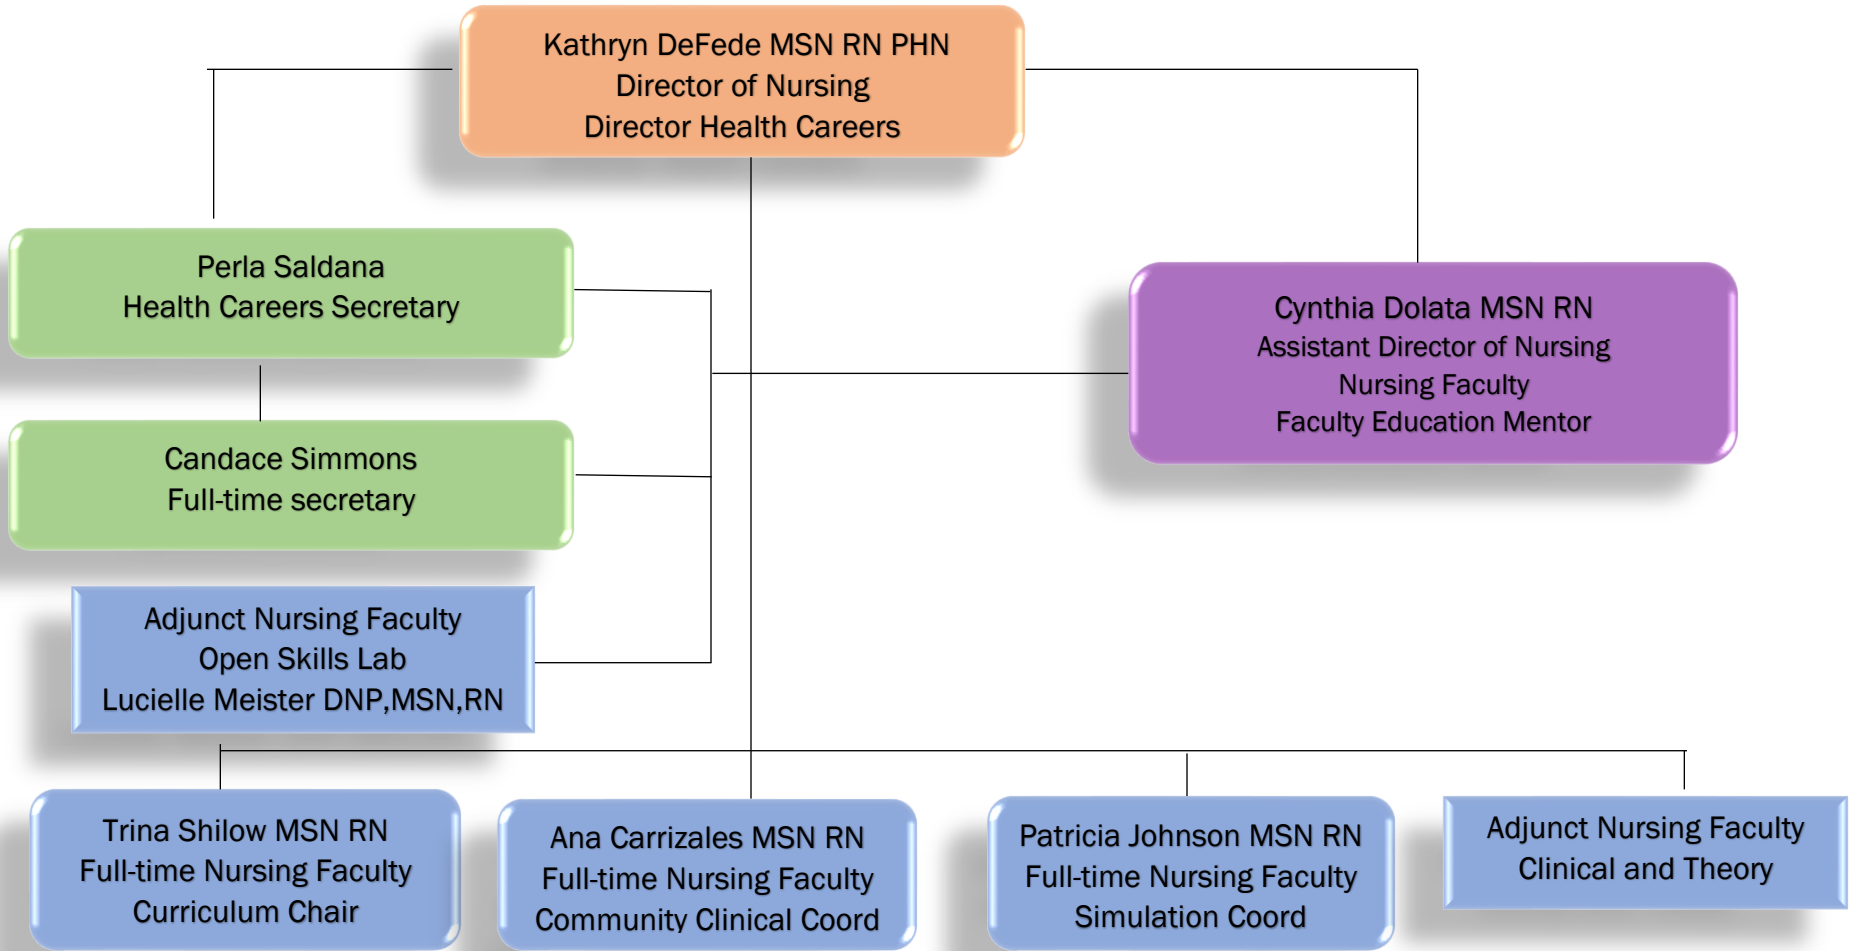 Kathryn DeFede MSN RN PHN
Director of Nursing
Director Health Careers
Perla Saldana
Health Careers Secretary
Cynthia Dolata MSN RN
Assistant Director of Nursing
Nursing Faculty
Faculty Education Mentor
Candace Simmons
Full-time secretary
Adjunct Nursing Faculty
Open Skills Lab
Lucielle Meister DNP,MSN,RN
Trina Shilow MSN RN
Full-time Nursing Faculty
Curriculum Chair
Ana Carrizales MSN RN
Full-time Nursing Faculty
Community Clinical Coord
Patricia Johnson MSN RN
Full-time Nursing Faculty
Simulation Coord
Adjunct Nursing Faculty
Clinical and Theory